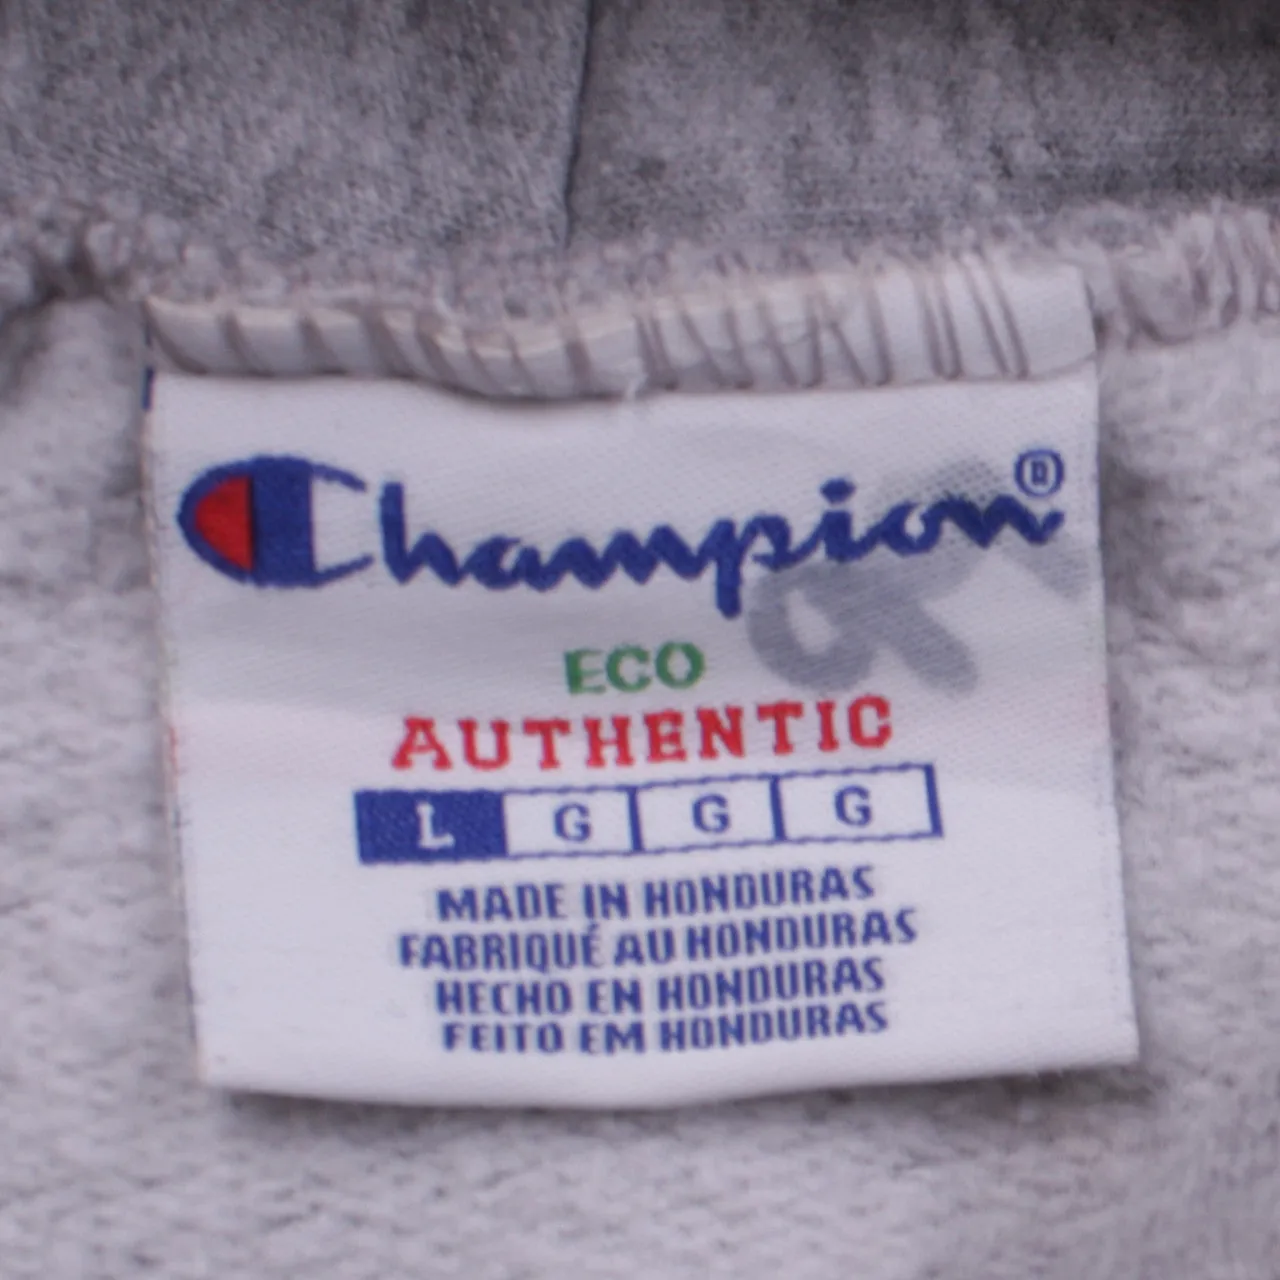 Champion®
ECO
AUTHENTIC
L G G G
MADE IN HONDURAS
FABRIQUÉ AU HONDURAS
HECHO EN HONDURAS
FEITO EM HONDURAS